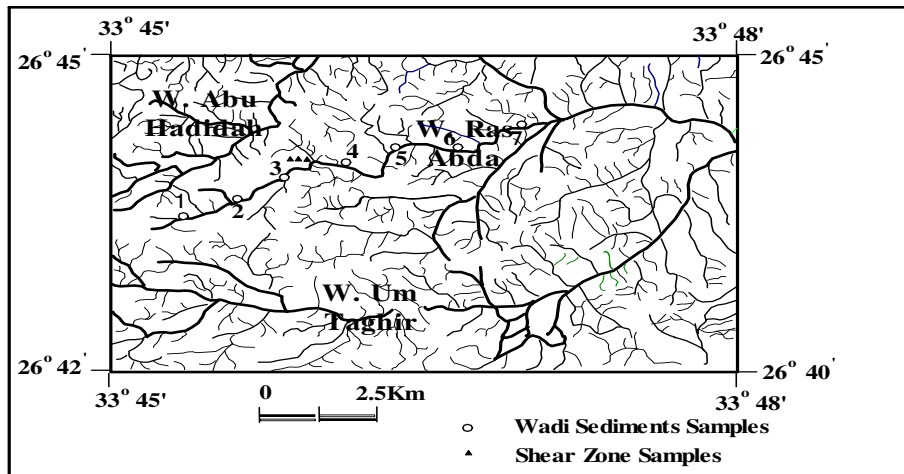 33° 45' 33° 48'
26° 45' 26° 45'
W. Abu
Hadidah
W. Ras
Abda
1
2
3
4
5
6
7
W. Um
Taghir
26° 42' 26° 40'
33° 45' 33° 48'
0 2.5Km
Wadi Sediments Samples
Shear Zone Samples